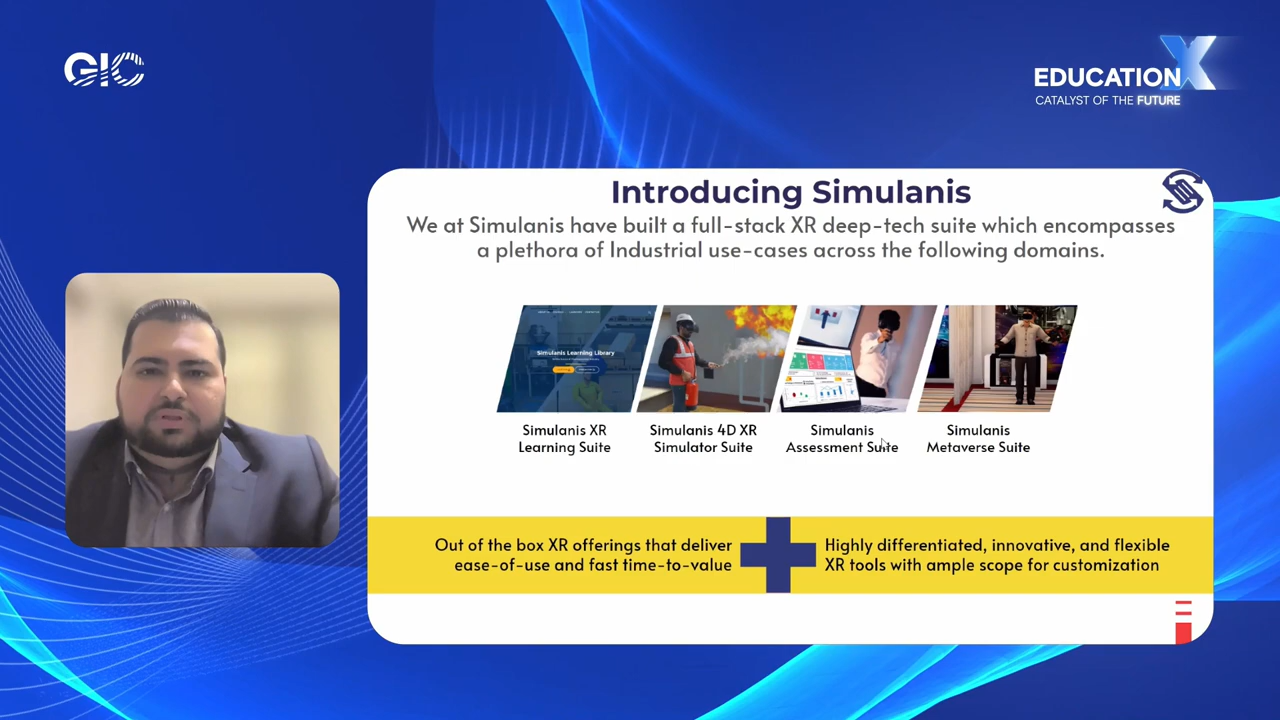 GIC
EDUCATION X
CATALYST OF THE FUTURE
Introducing Simulanis
We at Simulanis have built a full-stack XR deep-tech suite which encompasses
a plethora of Industrial use-cases across the following domains.
Simulanis Learning Library
Simulanis XR
Learning Suite
Simulanis 4D XR
Simulator Suite
Simulanis
Assessment Suite
Simulanis
Metaverse Suite
Out of the box XR offerings that deliver
ease-of-use and fast time-to-value
Highly differentiated, innovative, and flexible
XR tools with ample scope for customization